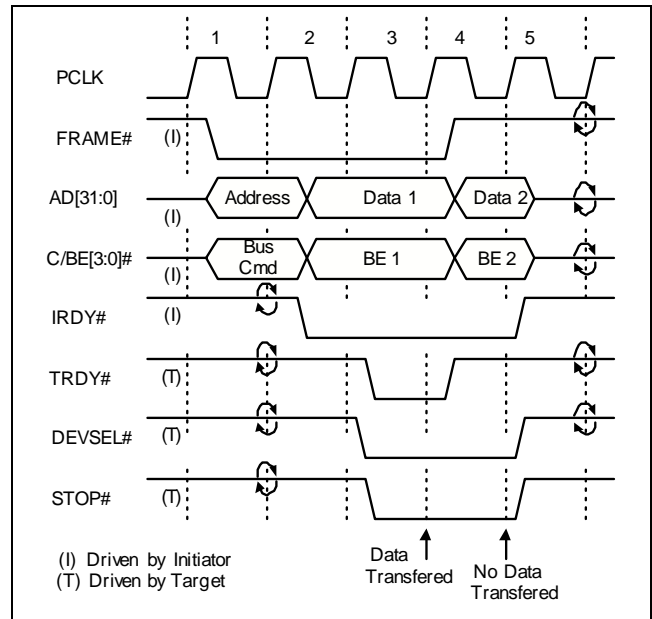 1 2 3 4 5
PCLK
FRAME# (I)
AD[31:0] (I) Address Data 1 Data 2
C/BE[3:0]# (I) Bus Cmd BE 1 BE 2
IRDY# (I)
TRDY# (T)
DEVSEL# (T)
STOP# (T)
(I) Driven by Initiator
(T) Driven by Target
Data
Transfered
No Data
Transfered